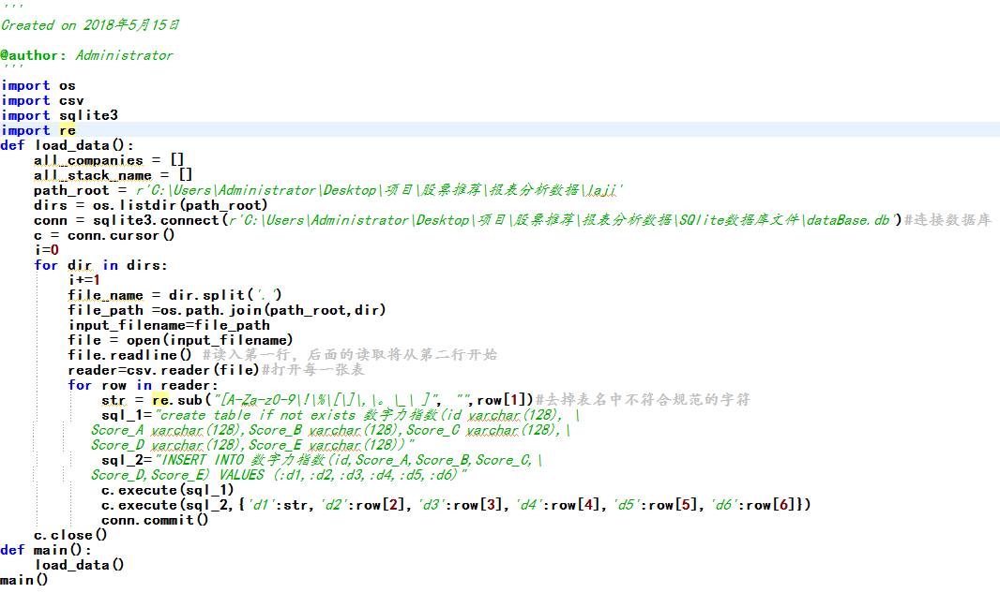 '''
Created on 2018年5月15日

@author: Administrator
'''
import os
import csv
import sqlite3
import re
def load_data():
    all_companies = []
    all_stack_name = []
    path_root = r'C:\Users\Administrator\Desktop\项目\股票推荐\报表分析数据\laji'
    dirs = os.listdir(path_root)
    conn = sqlite3.connect(r'C:\Users\Administrator\Desktop\项目\股票推荐\报表分析数据\SQlite数据库文件\dataBase.db')#连接数据库
    c = conn.cursor()
    i=0
    for dir in dirs:
        i+=1
        file_name = dir.split('.')
        file_path =os.path.join(path_root,dir)
        input_filename=file_path
        file = open(input_filename)
        file.readline() #读入第一行，后面的读取将从第二行开始
        reader=csv.reader(file)#打开每一张表
        for row in reader:
            str = re.sub("[A-Za-z0-9\!\%\[\]\,\。\_\ ]", "",row[1])#去掉表名中不符合规范的字符
            sql_1="create table if not exists 数字力指数(id varchar(128), \
            Score_A varchar(128),Score_B varchar(128),Score_C varchar(128),\
            Score_D varchar(128),Score_E varchar(128))"
            sql_2="INSERT INTO 数字力指数(id,Score_A,Score_B,Score_C,\
            Score_D,Score_E) VALUES (:d1,:d2,:d3,:d4,:d5,:d6)"
            c.execute(sql_1)
            c.execute(sql_2,{'d1':str,'d2':row[2],'d3':row[3],'d4':row[4],'d5':row[5],'d6':row[6]})
            conn.commit()
    c.close()
def main():
    load_data()
main()